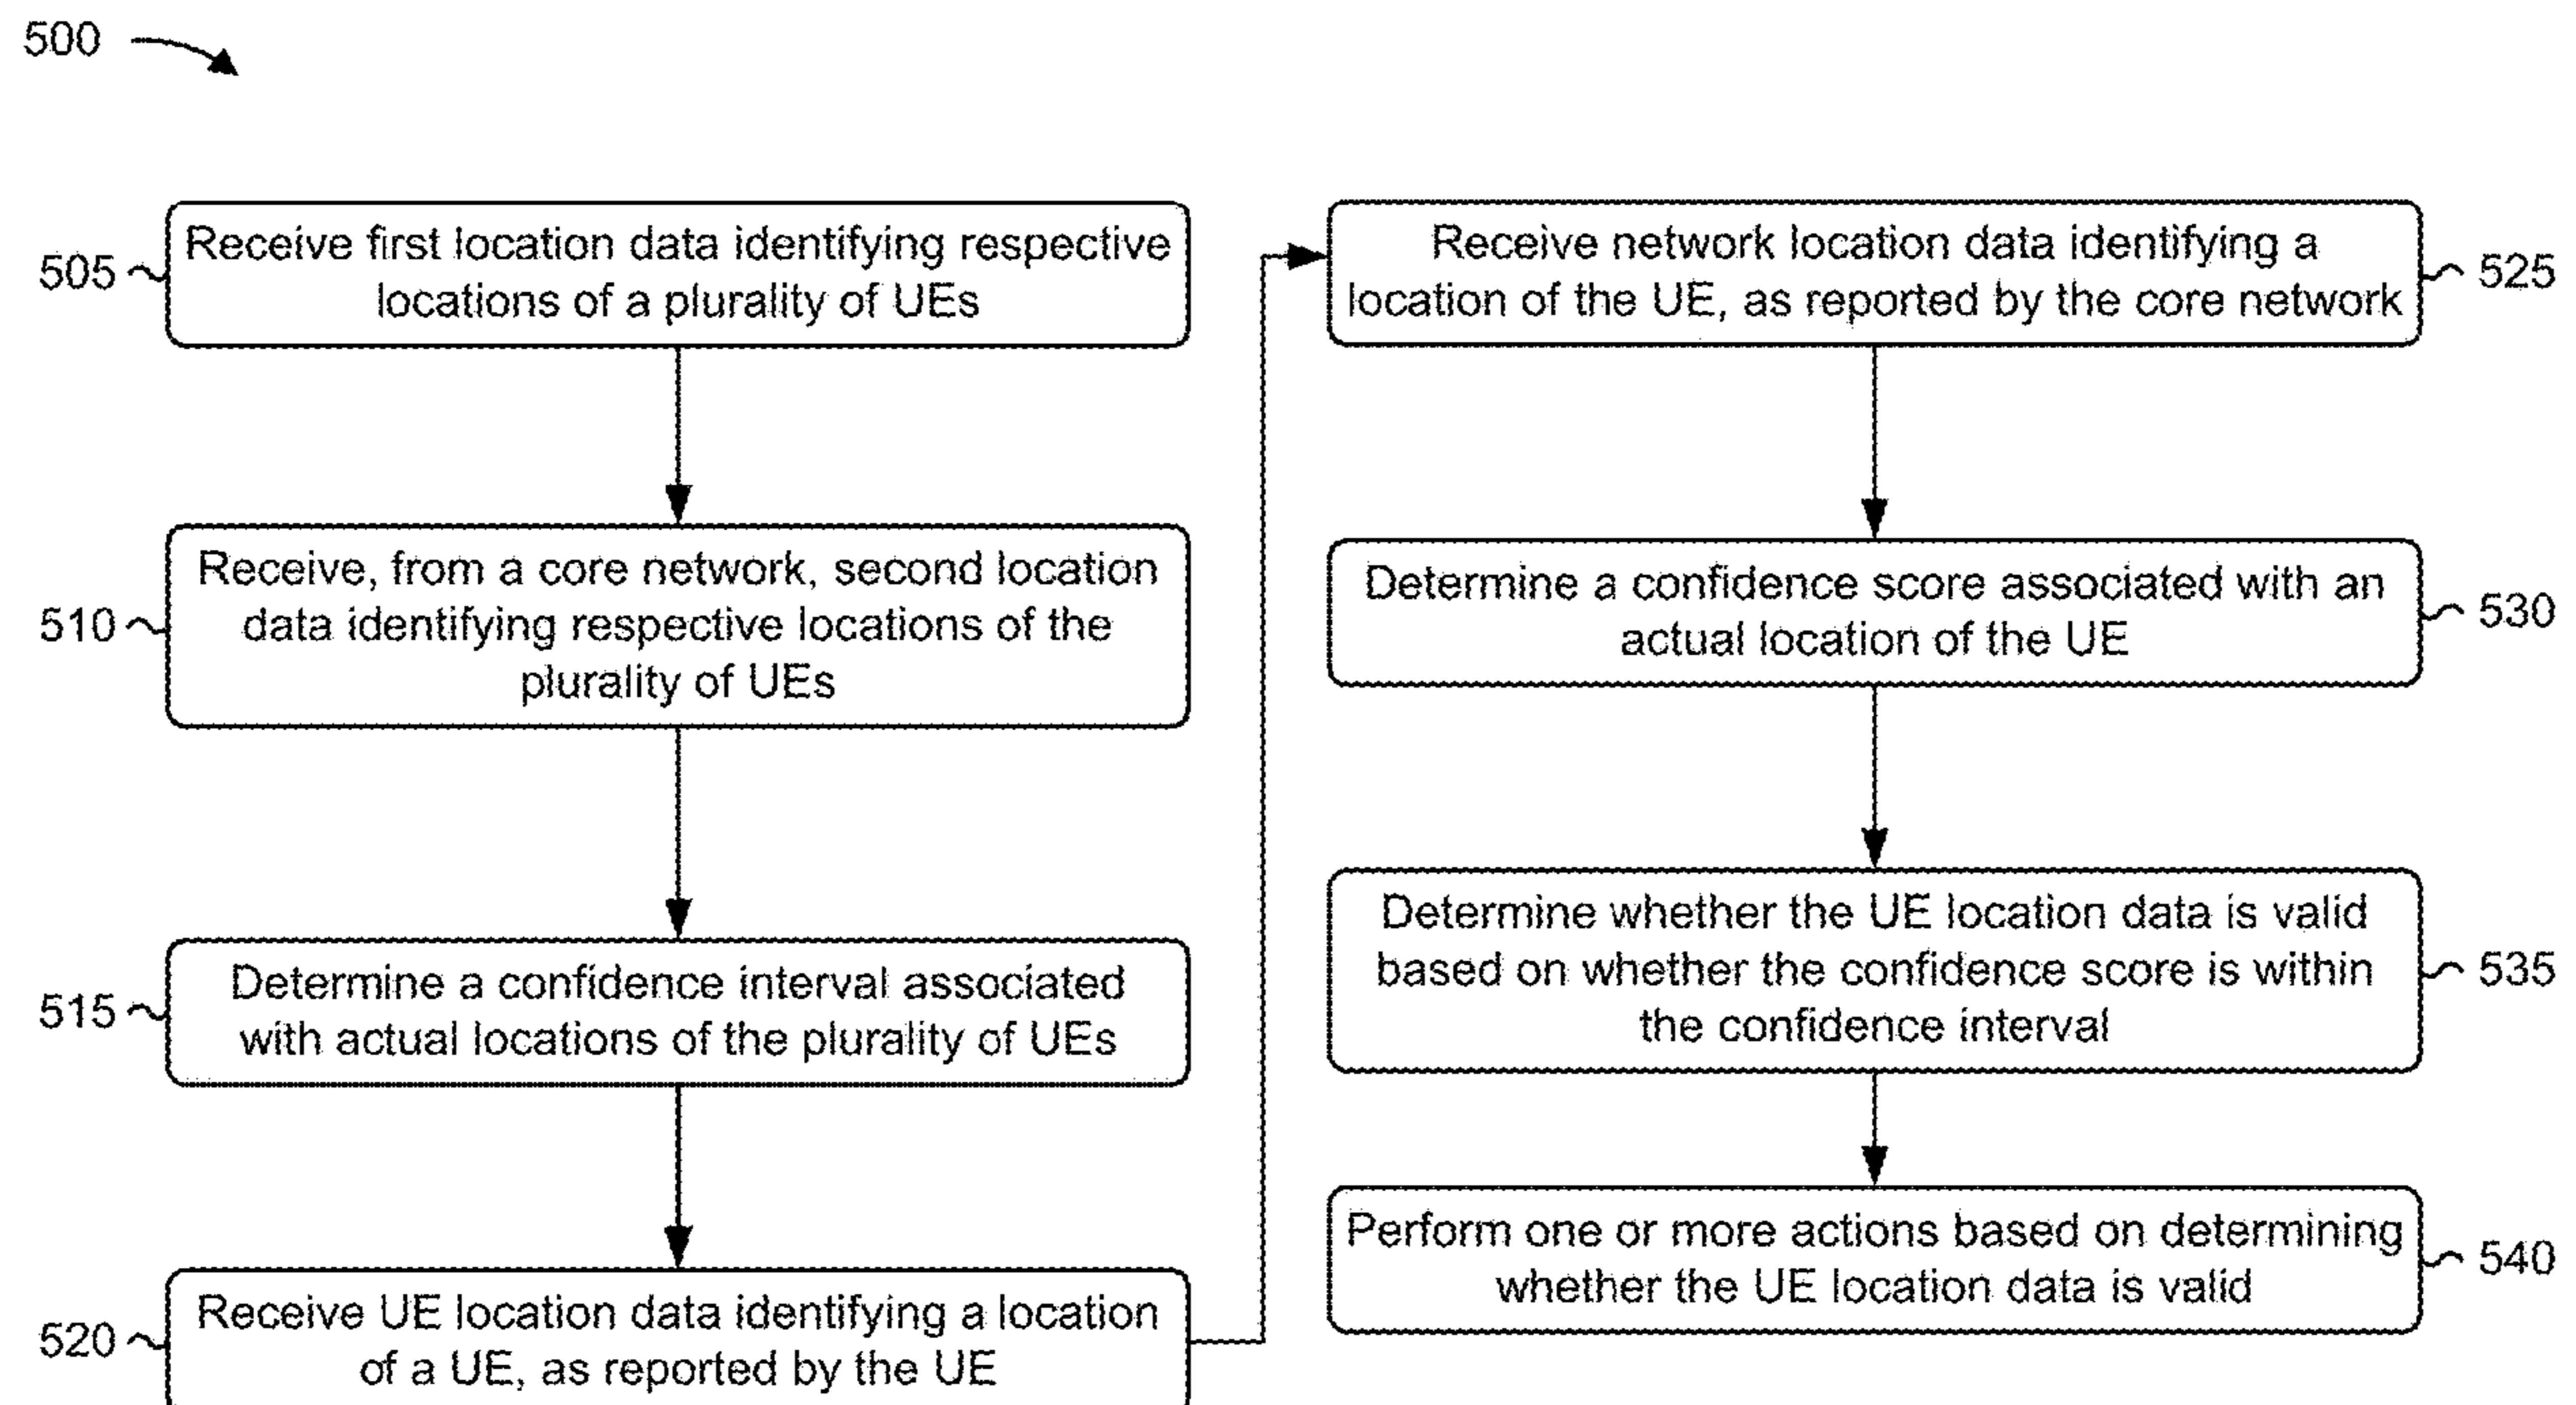 500
505
Receive first location data identifying respective
locations of a plurality of UEs
510
Receive, from a core network, second location
data identifying respective locations of the
plurality of UEs
515
Determine a confidence interval associated
with actual locations of the plurality of UEs
520
Receive UE location data identifying a location
of a UE, as reported by the UE
Receive network location data identifying a
location of the UE, as reported by the core network
525
Determine a confidence score associated with an
actual location of the UE
530
Determine whether the UE location data is valid
based on whether the confidence score is within
the confidence interval
535
Perform one or more actions based on determining
whether the UE location data is valid
540